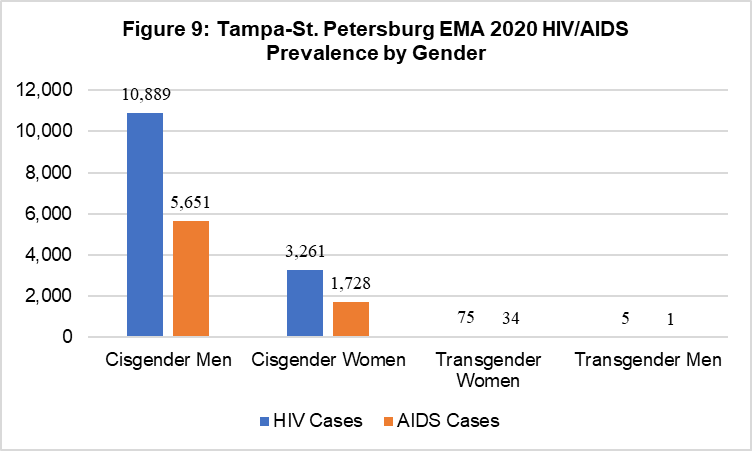 Figure 9: Tampa-St. Petersburg EMA 2020 HIV/AIDS
Prevalence by Gender
12,000
10,000
8,000
6,000
4,000
2,000
0
10,889
5,651
3,261
1,728
75
34
5
1
Cisgender Men
Cisgender Women
Transgender
Women
Transgender Men
HIV Cases
AIDS Cases